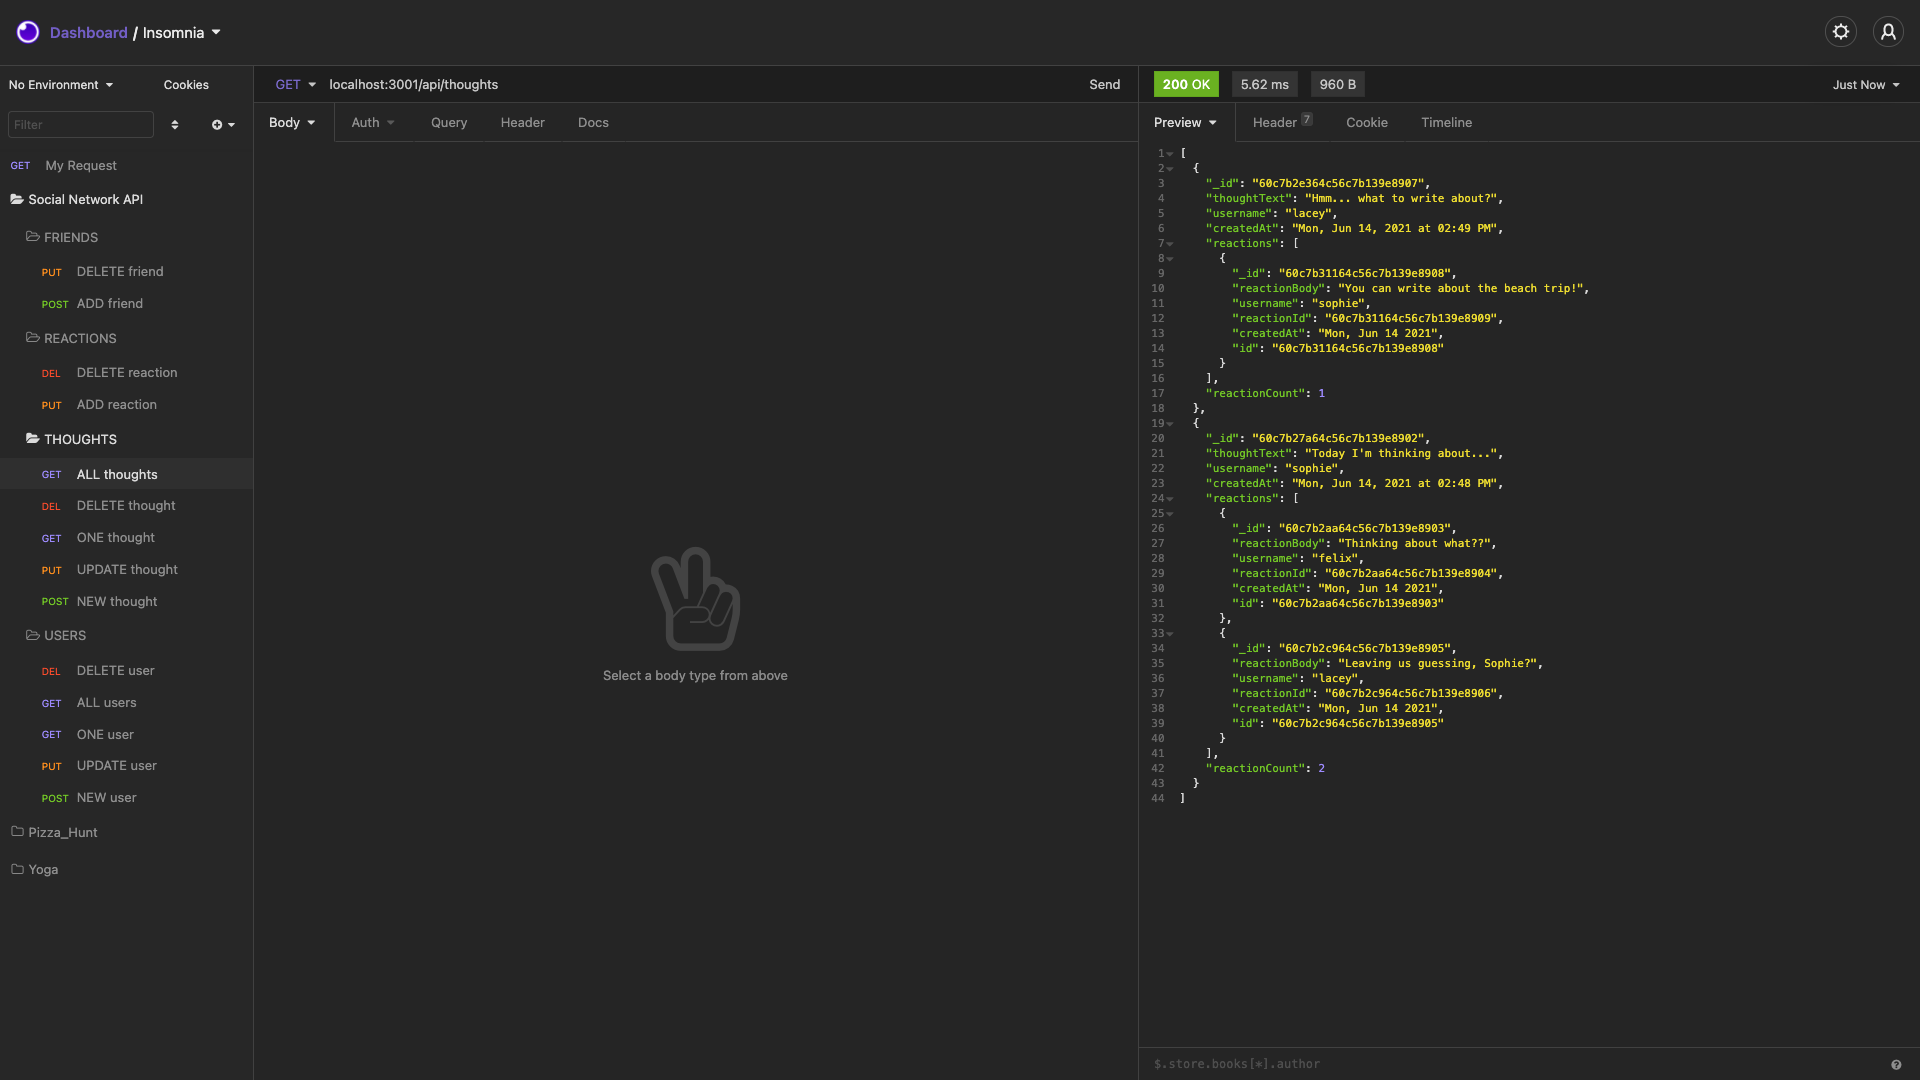 Dashboard / Insomnia
No Environment
Cookies
Filter
GET My Request
Social Network API
FRIENDS
PUT DELETE friend
POST ADD friend
REACTIONS
DEL DELETE reaction
PUT ADD reaction
THOUGHTS
GET ALL thoughts
DEL DELETE thought
GET ONE thought
PUT UPDATE thought
POST NEW thought
USERS
DEL DELETE user
GET ALL users
GET ONE user
PUT UPDATE user
POST NEW user
Pizza_Hunt
Yoga
GET localhost:3001/api/thoughts Send
Body Auth Query Header Docs
Select a body type from above
200 OK 5.62 ms 960 B Just Now
Preview Header 7 Cookie Timeline
1 [
2 {
3 "_id": "60c7b2e364c56c7b139e8907",
4 "thoughtText": "Hmm... what to write about?",
5 "username": "lacey",
6 "createdAt": "Mon, Jun 14, 2021 at 02:49 PM",
7 "reactions": [
8 {
9 "_id": "60c7b31164c56c7b139e8908",
10 "reactionBody": "You can write about the beach trip!",
11 "username": "sophie",
12 "reactionId": "60c7b31164c56c7b139e8909",
13 "createdAt": "Mon, Jun 14 2021",
14 "id": "60c7b31164c56c7b139e8908"
15 }
16 ],
17 "reactionCount": 1
18 },
19 {
20 "_id": "60c7b27a64c56c7b139e8902",
21 "thoughtText": "Today I'm thinking about...",
22 "username": "sophie",
23 "createdAt": "Mon, Jun 14, 2021 at 02:48 PM",
24 "reactions": [
25 {
26 "_id": "60c7b2aa64c56c7b139e8903",
27 "reactionBody": "Thinking about what??",
28 "username": "felix",
29 "reactionId": "60c7b2aa64c56c7b139e8904",
30 "createdAt": "Mon, Jun 14 2021",
31 "id": "60c7b2aa64c56c7b139e8903"
32 },
33 {
34 "_id": "60c7b2c964c56c7b139e8905",
35 "reactionBody": "Leaving us guessing, Sophie?",
36 "username": "lacey",
37 "reactionId": "60c7b2c964c56c7b139e8906",
38 "createdAt": "Mon, Jun 14 2021",
39 "id": "60c7b2c964c56c7b139e8905"
40 }
41 ],
42 "reactionCount": 2
43 }
44 ]
$.store.books[*].author